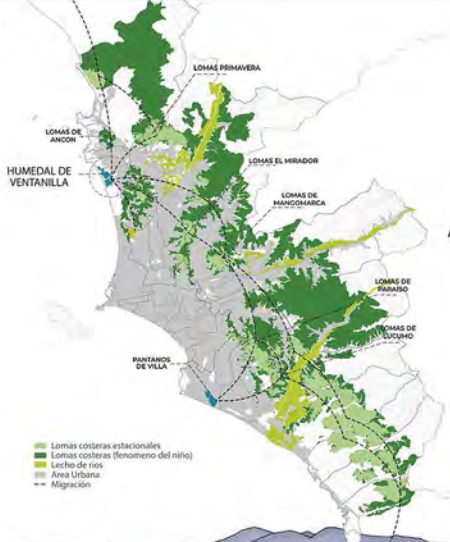 LOMAS PRIMAVERA
LOMAS DE
ANCON
HUMEDAL DE
VENTANILLA
LOMAS EL MIRADOR
LOMAS DE
MANGOMARCA
LOMAS DE
PARAISO
LOMAS DE
LUCUMO
PANTANOS
DE VILLA
Lomas costeras estacionales
Lomas costeras (fenomeno del niño)
Lecho de rios
Area Urbana
Migración